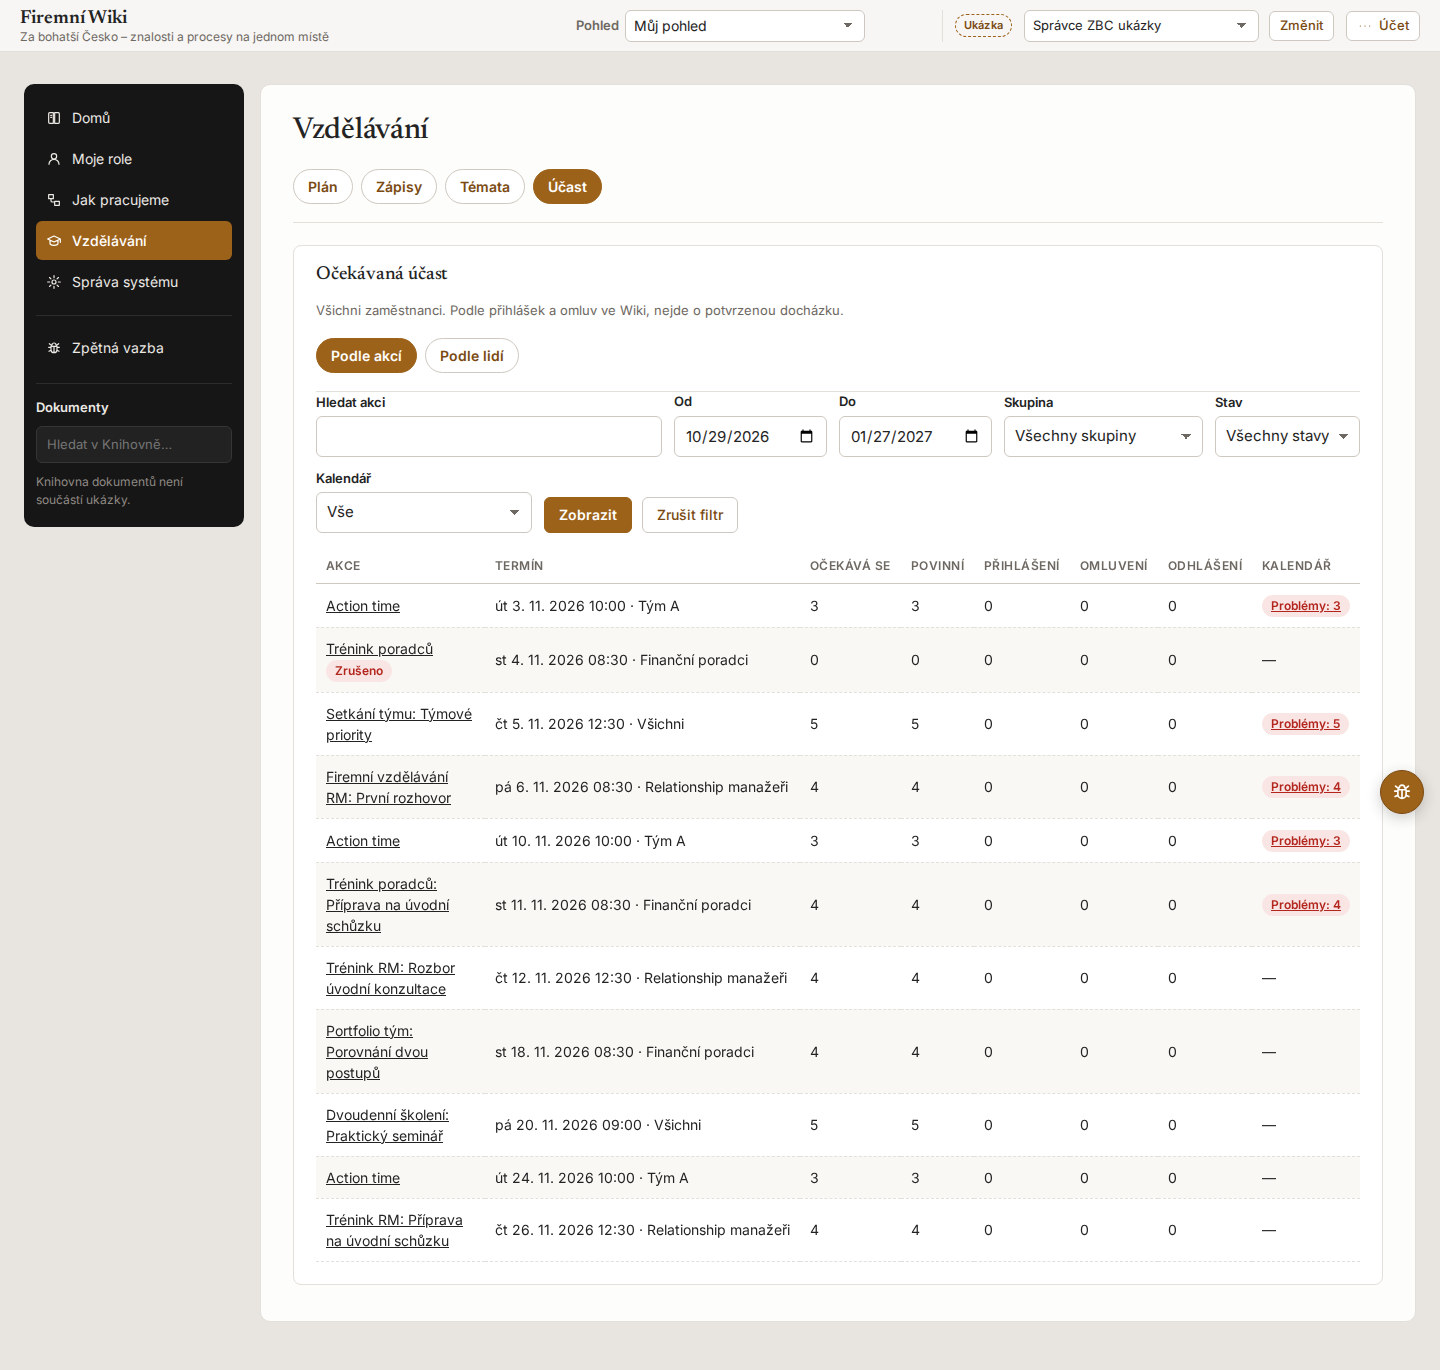 Firemní Wiki
Za bohatší Česko – znalosti a procesy na jednom místě
Pohled
Můj pohled
Ukázka
Správce ZBC ukázky
Změnit
··· Účet
Domů
Moje role
Jak pracujeme
Vzdělávání
Správa systému
Zpětná vazba
Dokumenty
Hledat v Knihovně...
Knihovna dokumentů není
součástí ukázky.
Vzdělávání
Plán
Zápisy
Témata
Účast
Očekávaná účast
Všichni zaměstnanci. Podle přihlášek a omluv ve Wiki, nejde o potvrzenou docházku.
Podle akcí
Podle lidí
Hledat akci
Od
Do
Skupina
Stav
10/29/2026
01/27/2027
Všechny skupiny
Všechny stavy
Kalendář
Vše
Zobrazit
Zrušit filtr
AKCE TERMÍN OČEKÁVÁ SE POVINNÍ PŘIHLÁŠENÍ OMLUVENÍ ODHLÁŠENÍ KALENDÁŘ
Action time út 3. 11. 2026 10:00 · Tým A 3 3 0 0 0 Problémy: 3
Trénink poradců
Zrušeno
st 4. 11. 2026 08:30 · Finanční poradci 0 0 0 0 0 —
Setkání týmu: Týmové
priority
čt 5. 11. 2026 12:30 · Všichni 5 5 0 0 0 Problémy: 5
Firemní vzdělávání
RM: První rozhovor
pá 6. 11. 2026 08:30 · Relationship manažeři 4 4 0 0 0 Problémy: 4
Action time út 10. 11. 2026 10:00 · Tým A 3 3 0 0 0 Problémy: 3
Trénink poradců:
Příprava na úvodní
schůzku
st 11. 11. 2026 08:30 · Finanční poradci 4 4 0 0 0 Problémy: 4
Trénink RM: Rozbor
úvodní konzultace
čt 12. 11. 2026 12:30 · Relationship manažeři 4 4 0 0 0 —
Portfolio tým:
Porovnání dvou
postupů
st 18. 11. 2026 08:30 · Finanční poradci 4 4 0 0 0 —
Dvoudenní školení:
Praktický seminář
pá 20. 11. 2026 09:00 · Všichni 5 5 0 0 0 —
Action time út 24. 11. 2026 10:00 · Tým A 3 3 0 0 0 —
Trénink RM: Příprava
na úvodní schůzku
čt 26. 11. 2026 12:30 · Relationship manažeři 4 4 0 0 0 —